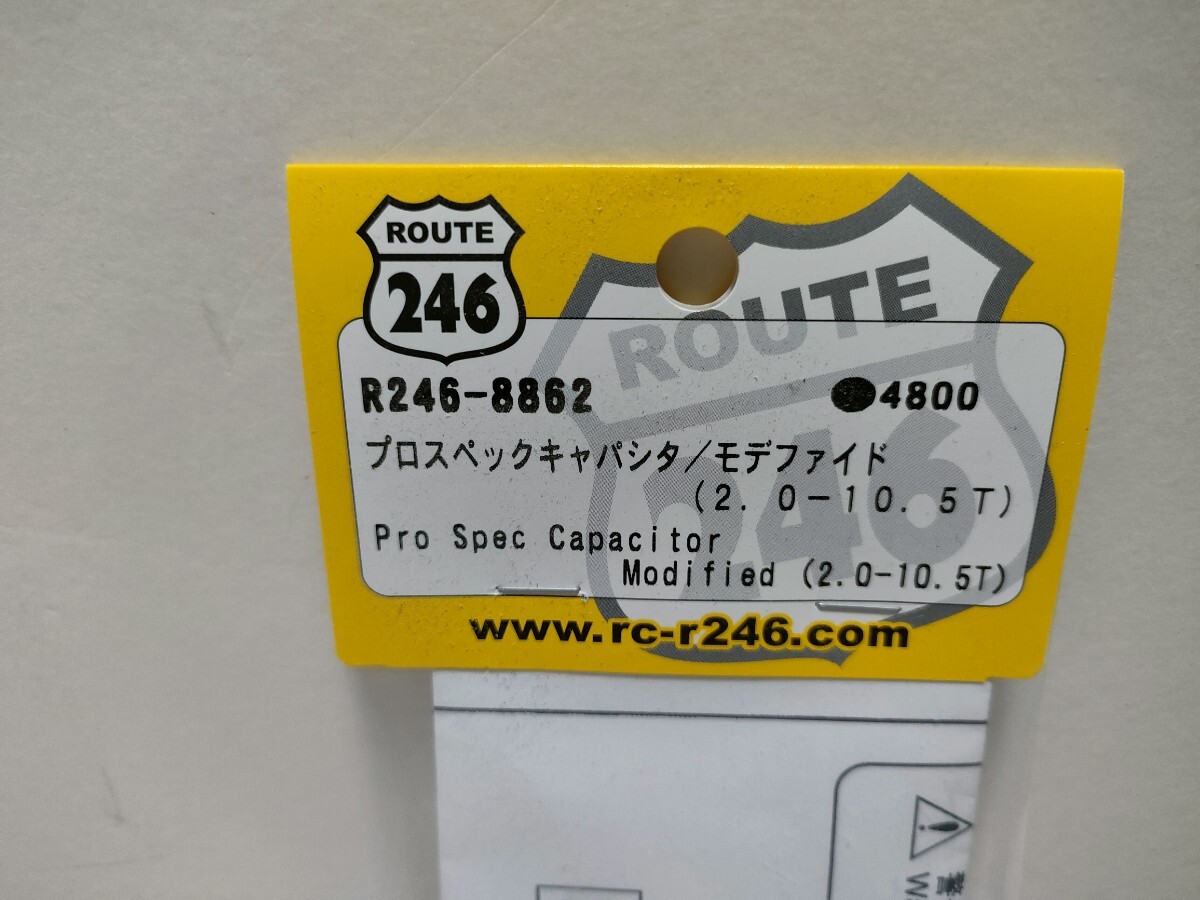 ROUTE
246
ROUTE
246
R246-8862 ●4800
プロスペックキャパシタ/モデファイド
(2.0-10.5T)
Pro Spec Capacitor
Modified (2.0-10.5T)
www.rc-r246.com
警
W